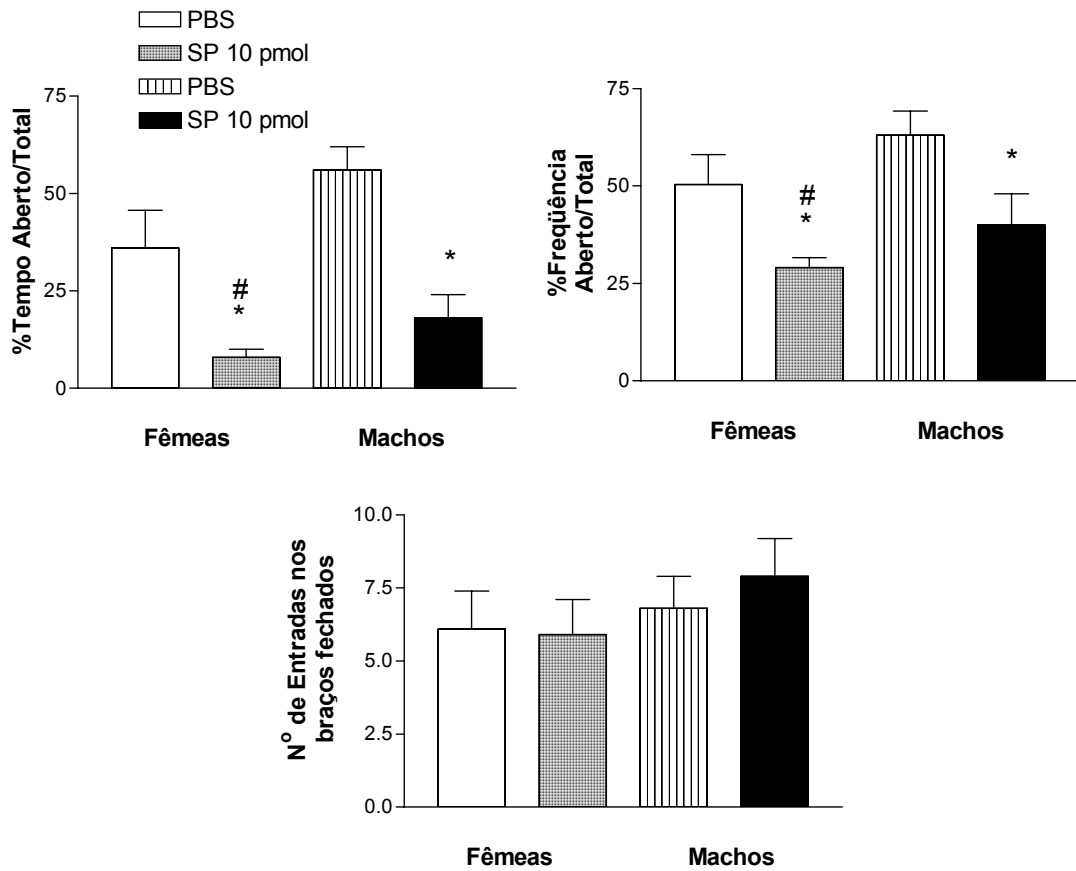 PBS
SP 10 pmol
PBS
SP 10 pmol
%Tempo Aberto/Total
75
50
25
0
#
*
*
Fêmeas Machos
%Freqüência
Aberto/Total
75
50
25
0
#
*
*
Fêmeas Machos
Nº de Entradas nos
braços fechados
10.0
7.5
5.0
2.5
0.0
Fêmeas Machos